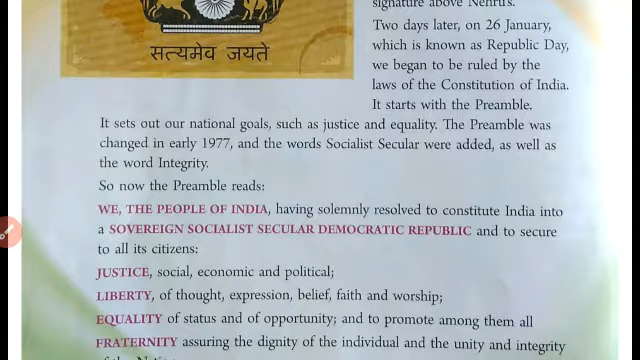 signature above Nehru's.
Two days later, on 26 January,
सत्यमेव जयते
which is known as Republic Day,
we began to be ruled by the
laws of the Constitution of India.
It starts with the Preamble.
It sets out our national goals, such as justice and equality. The Preamble was
changed in early 1977, and the words Socialist Secular were added, as well as
the word Integrity.
So now the Preamble reads:
WE, THE PEOPLE OF INDIA, having solemnly resolved to constitute India into
a SOVEREIGN SOCIALIST SECULAR DEMOCRATIC REPUBLIC and to secure
to all its citizens:
JUSTICE, social, economic and political;
LIBERTY, of thought, expression, belief, faith and worship;
EQUALITY of status and of opportunity; and to promote among them all
FRATERNITY assuring the dignity of the individual and the unity and integrity